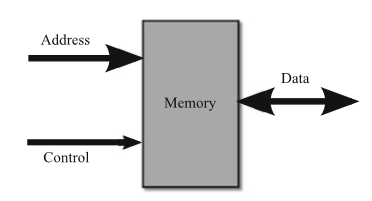 Address
Data
Memory
Control